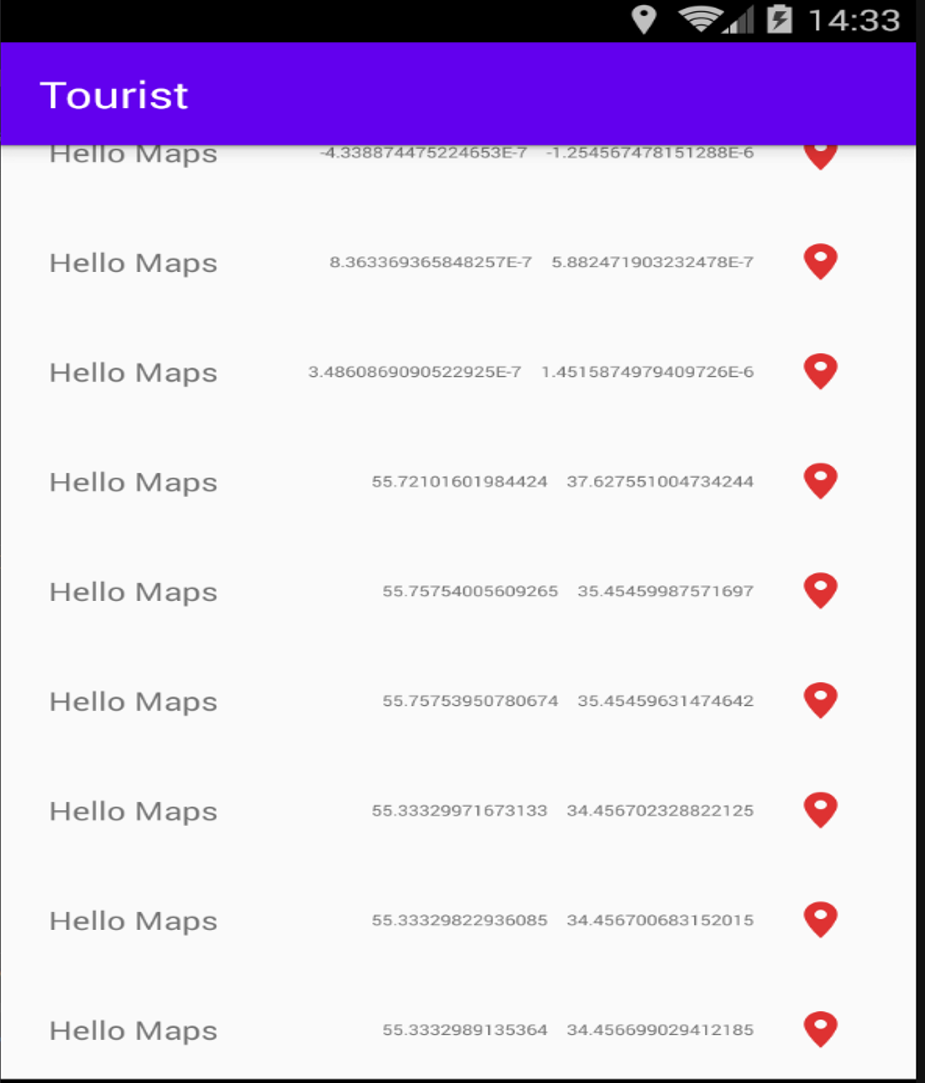 14:33
Tourist
Hello Maps -4.338874475224653E-7 -1.254567478151288E-6
Hello Maps 8.363369365848257E-7 5.882471903232478E-7
Hello Maps 3.4860869090522925E-7 1.4515874979409726E-6
Hello Maps 55.72101601984424 37.627551004734244
Hello Maps 55.75754005609265 35.45459987571697
Hello Maps 55.75753950780674 35.45459631474642
Hello Maps 55.33329971673133 34.456702328822125
Hello Maps 55.33329822936085 34.456700683152015
Hello Maps 55.3332989135364 34.456699029412185